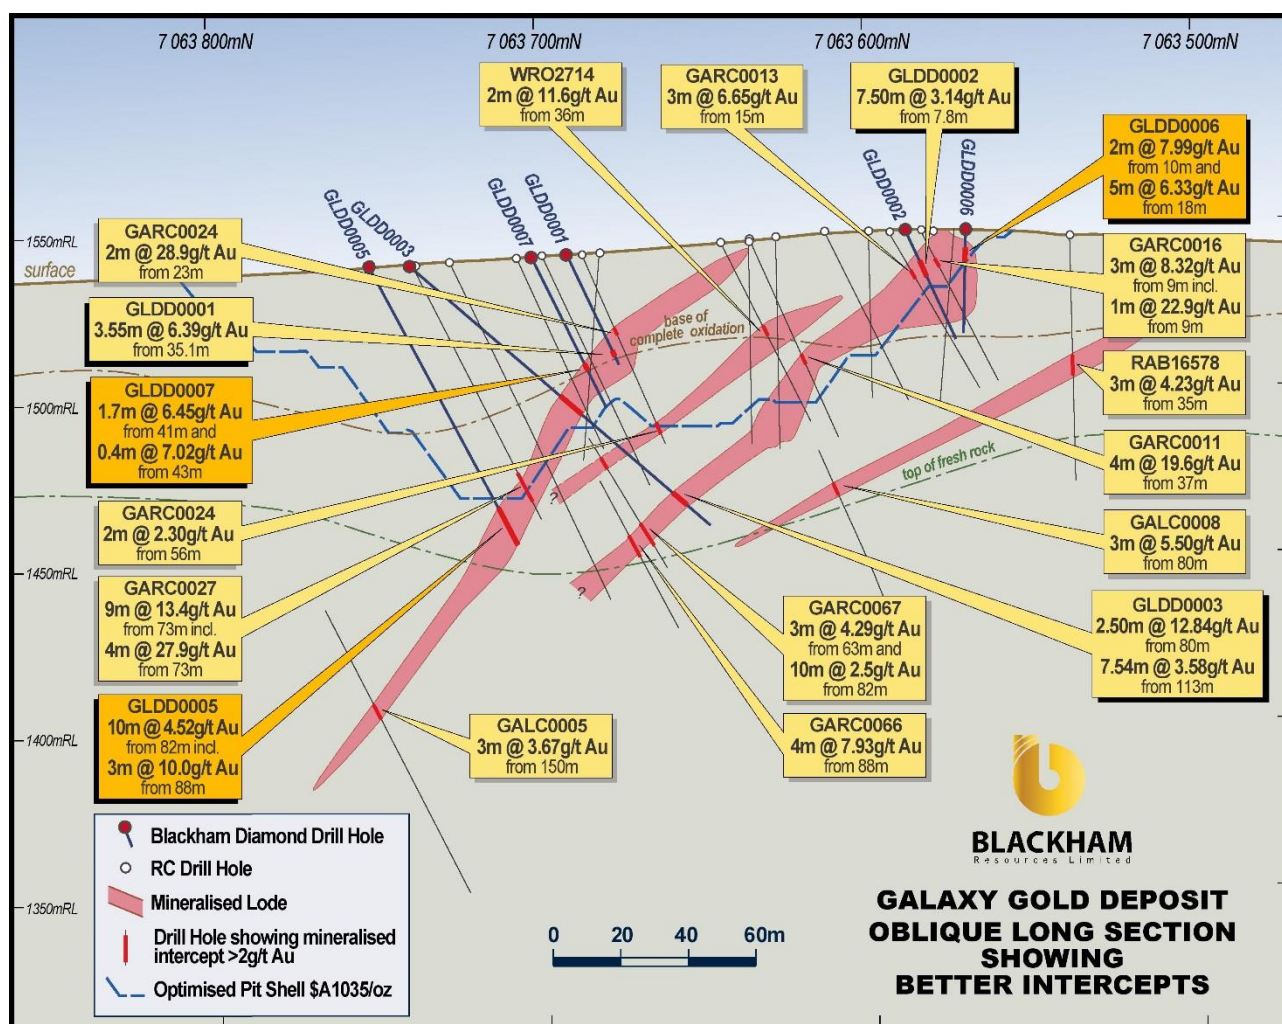 7 063 800mN
7 063 700mN
7 063 600mN
7 063 500mN
WRO2714
2m @ 11.6g/t Au
from 36m
GARC0013
3m @ 6.65g/t Au
from 15m
GLDD0002
7.50m @ 3.14g/t Au
from 7.8m
GLDD0006
2m @ 7.99g/t Au
from 10m and
5m @ 6.33g/t Au
from 18m
GLDD0005
GLDD0003
GLDD0007
GLDD0001
GLDD0002
GLDD0006
1550mRL
surface
GARC0024
2m @ 28.9g/t Au
from 23m
GARC0016
3m @ 8.32g/t Au
from 9m incl.
1m @ 22.9g/t Au
from 9m
GLDD0001
3.55m @ 6.39g/t Au
from 35.1m
base of
complete oxidation
RAB16578
3m @ 4.23g/t Au
from 35m
1500mRL
GLDD0007
1.7m @ 6.45g/t Au
from 41m and
0.4m @ 7.02g/t Au
from 43m
GARC0011
4m @ 19.6g/t Au
from 37m
top of fresh rock
?
GARC0024
2m @ 2.30g/t Au
from 56m
GALC0008
3m @ 5.50g/t Au
from 80m
1450mRL
?
GARC0027
9m @ 13.4g/t Au
from 73m incl.
4m @ 27.9g/t Au
from 73m
GARC0067
3m @ 4.29g/t Au
from 63m and
10m @ 2.5g/t Au
from 82m
GLDD0003
2.50m @ 12.84g/t Au
from 80m
7.54m @ 3.58g/t Au
from 113m
GLDD0005
10m @ 4.52g/t Au
from 82m incl.
3m @ 10.0g/t Au
from 88m
GALC0005
3m @ 3.67g/t Au
from 150m
GARC0066
4m @ 7.93g/t Au
from 88m
1400mRL
Blackham Diamond Drill Hole
RC Drill Hole
Mineralised Lode
Drill Hole showing mineralised
intercept >2g/t Au
Optimised Pit Shell $A1035/oz
1350mRL
0 20 40 60m
BLACKHAM
Resources Limited
GALAXY GOLD DEPOSIT
OBLIQUE LONG SECTION
SHOWING
BETTER INTERCEPTS